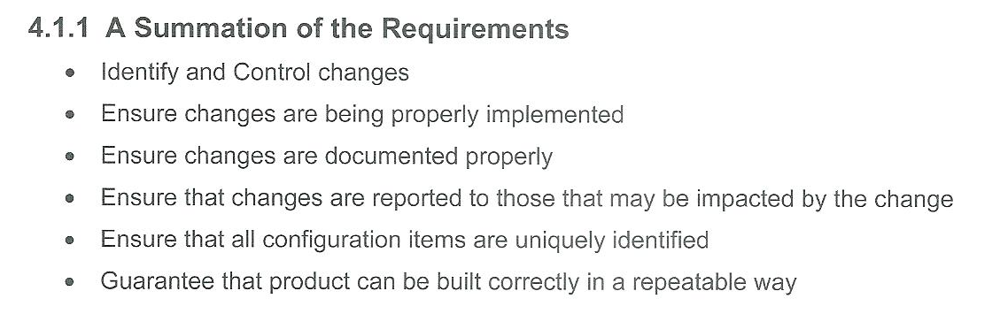 4.1.1 A Summation of the Requirements
• Identify and Control changes
• Ensure changes are being properly implemented
• Ensure changes are documented properly
• Ensure that changes are reported to those that may be impacted by the change
• Ensure that all configuration items are uniquely identified
• Guarantee that product can be built correctly in a repeatable way